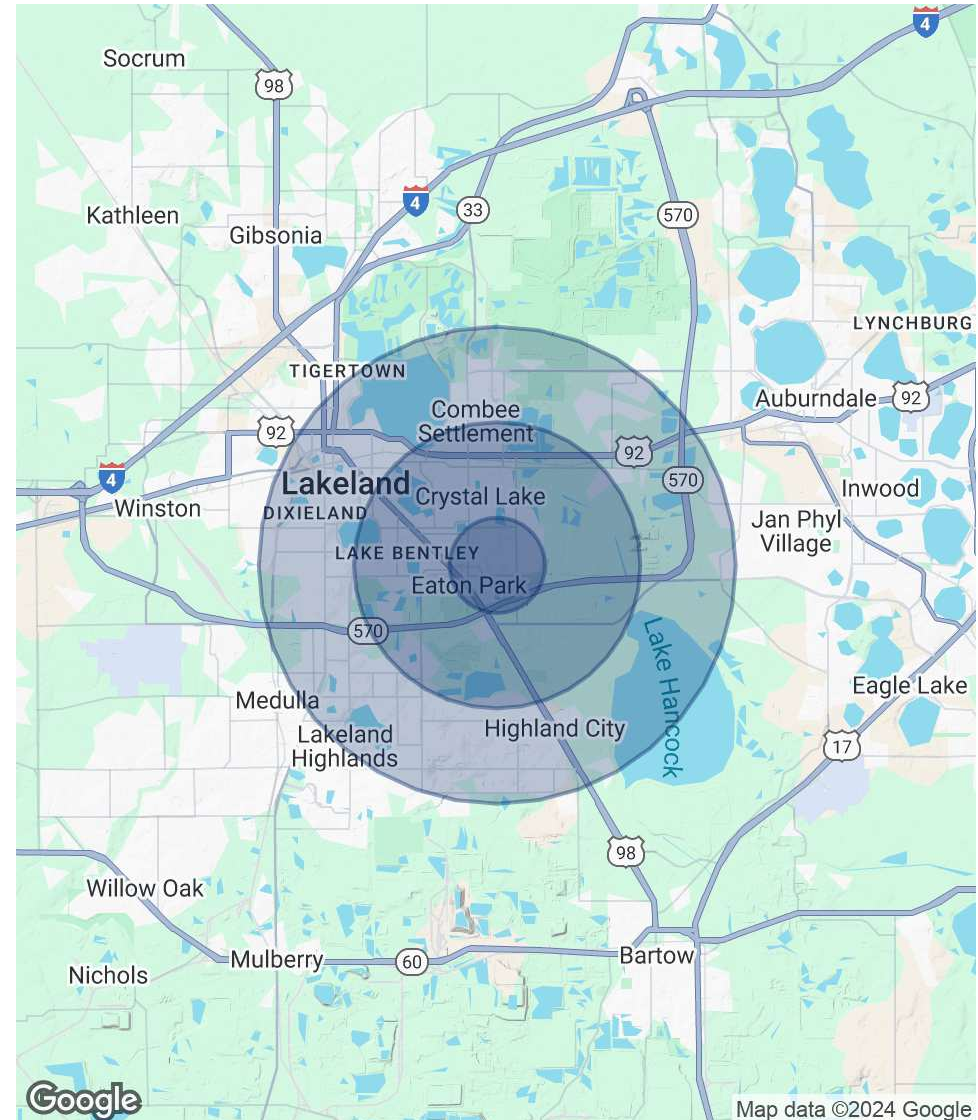 4
Socrum
98
Kathleen
4
33
570
Gibsonia
LYNCHBURG
TIGERTOWN
Auburndale
92
Combee
Settlement
92
92
Lakeland
4
570
Crystal Lake
Inwood
Winston
DIXIELAND
Jan Phyl
Village
LAKE BENTLEY
Eaton Park
570
Lake Hancock
Eagle Lake
Medulla
Highland City
Lakeland
Highlands
17
98
Willow Oak
Mulberry
60
Bartow
Nichols
Google
Map data ©2024 Google